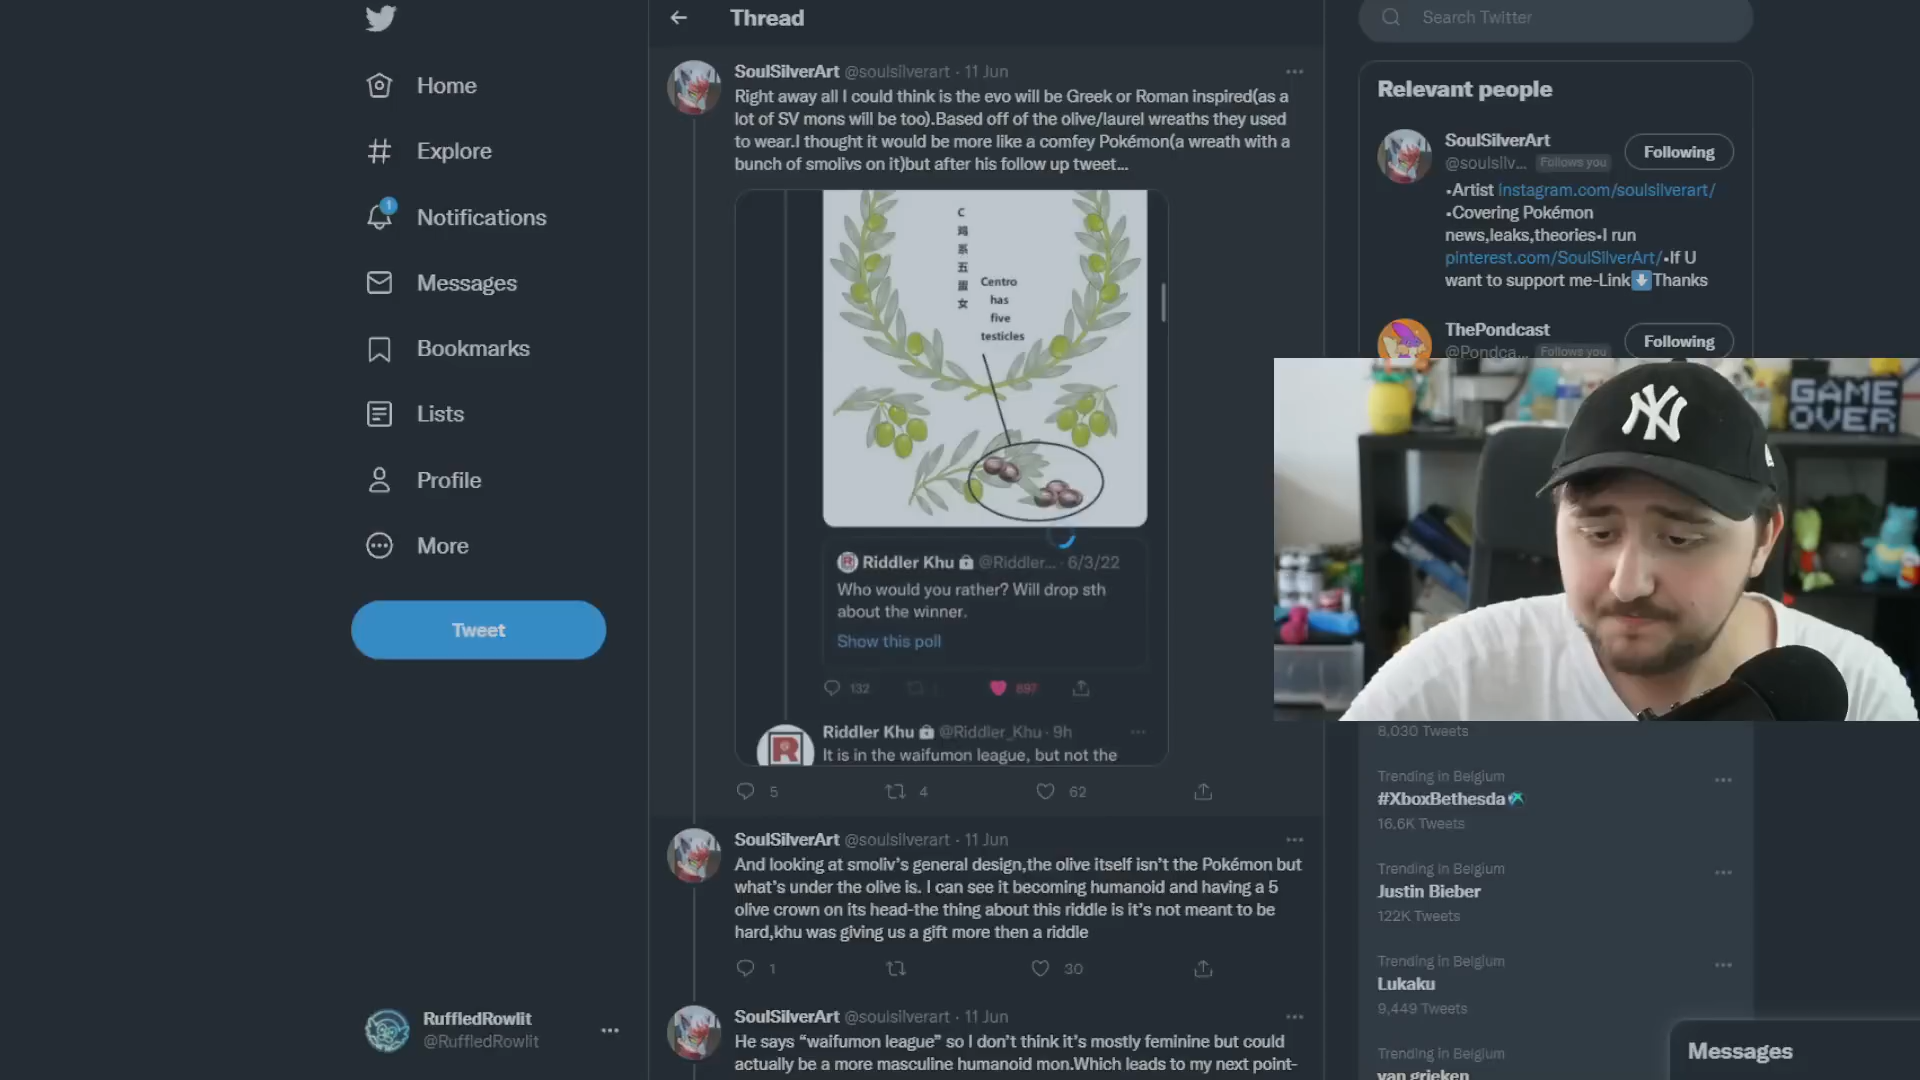 Thread
Search Twitter
Home
Explore
1
Notifications
Messages
Bookmarks
Lists
Profile
More
Tweet
RuffledRowlit
@RuffledRowlit
SoulSilverArt @soulsilverart · 11 Jun
Right away all I could think is the evo will be Greek or Roman inspired(as a
lot of SV mons will be too).Based off of the olive/laurel wreaths they used
to wear.I thought it would be more like a comfey Pokémon(a wreath with a
bunch of smolivs on it)but after his follow up tweet...
C
鸡
系
五
淑
女
Centro
has
five
testicles
Riddler Khu @Riddler... · 6/3/22
Who would you rather? Will drop sth
about the winner.
Show this poll
132
897
Riddler Khu @Riddler_Khu · 9h
It is in the waifumon league, but not the
5
4
62
SoulSilverArt @soulsilverart · 11 Jun
And looking at smoliv's general design,the olive itself isn't the Pokémon but
what's under the olive is. I can see it becoming humanoid and having a 5
olive crown on its head-the thing about this riddle is it's not meant to be
hard,khu was giving us a gift more then a riddle
1
30
SoulSilverArt @soulsilverart · 11 Jun
He says “waifumon league” so I don't think it's mostly feminine but could
actually be a more masculine humanoid mon.Which leads to my next point-
Relevant people
SoulSilverArt
@soulsilv... Follows you
Following
•Artist instagram.com/soulsilverart/
•Covering Pokémon
news,leaks,theories•I run
pinterest.com/SoulSilverArt/•If U
want to support me-Link⬇Thanks
ThePondcast
@Pondca... Follows you
Following
GAME
OVER
NY
8,030 Tweets
Trending in Belgium
#XboxBethesda
16.6K Tweets
Trending in Belgium
Justin Bieber
122K Tweets
Trending in Belgium
Lukaku
9,449 Tweets
Trending in Belgium
van grieken
Messages